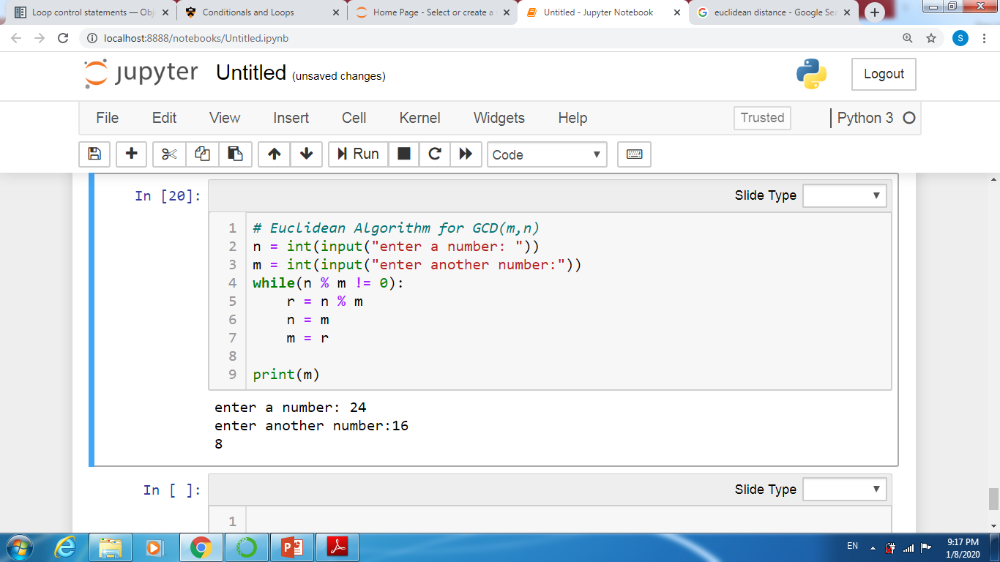 Loop control statements — Obj
Conditionals and Loops
Home Page - Select or create a
Untitled - Jupyter Notebook
euclidean distance - Google Sea
localhost:8888/notebooks/Untitled.ipynb
S
jupyter Untitled (unsaved changes)
Logout
File Edit View Insert Cell Kernel Widgets Help
Trusted
Python 3
Run
Code
In [20]:
Slide Type
1 # Euclidean Algorithm for GCD(m,n)
2 n = int(input("enter a number: "))
3 m = int(input("enter another number:"))
4 while(n % m != 0):
5     r = n % m
6     n = m
7     m = r
8
9 print(m)
enter a number: 24
enter another number:16
8
In [ ]:
Slide Type
1
EN
9:17 PM
1/8/2020